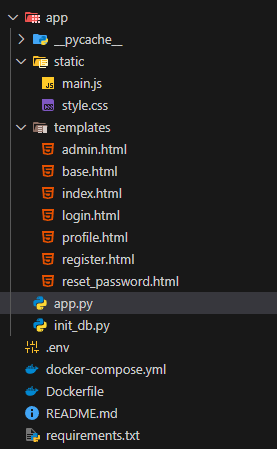 app
__pycache__
static
main.js
style.css
templates
admin.html
base.html
index.html
login.html
profile.html
register.html
reset_password.html
app.py
init_db.py
.env
docker-compose.yml
Dockerfile
README.md
requirements.txt